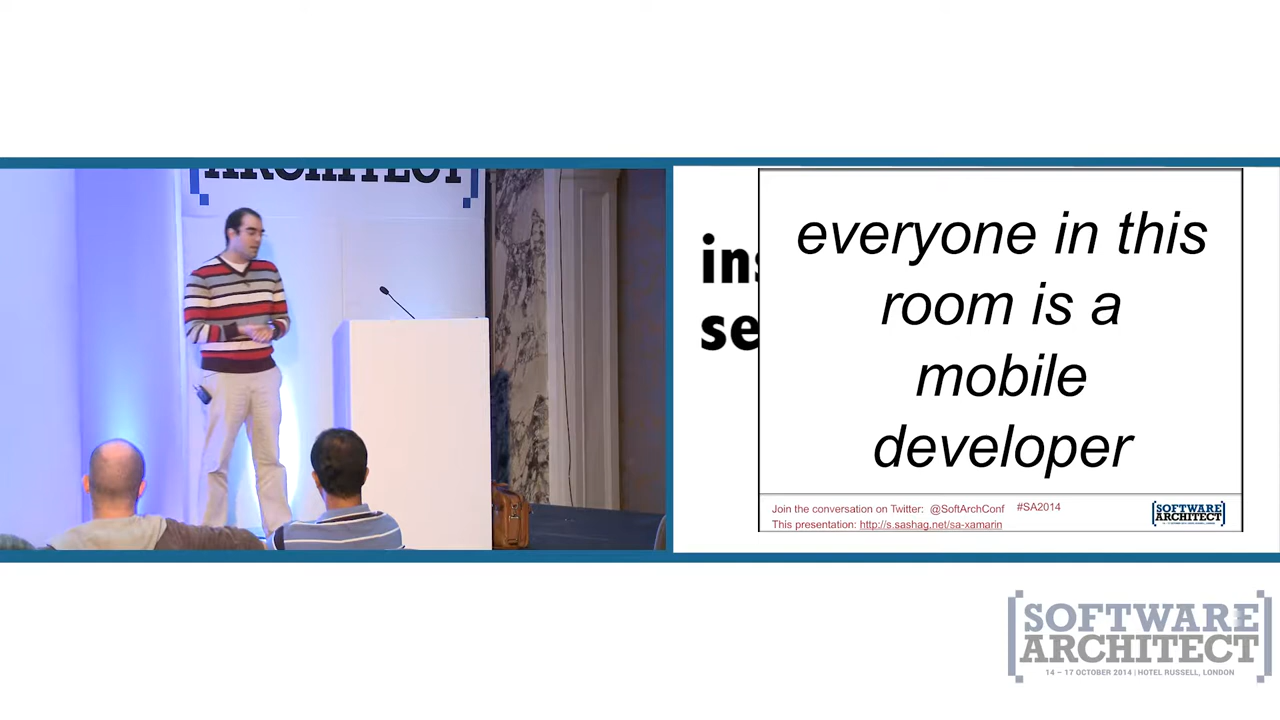 ARCHITECT
ins
se
everyone in this
room is a
mobile
developer
Join the conversation on Twitter: @SoftArchConf #SA2014
This presentation: http://s.sashag.net/sa-xamarin
SOFTWARE
ARCHITECT
SOFTWARE
ARCHITECT
14 – 17 OCTOBER 2014 | HOTEL RUSSELL, LONDON